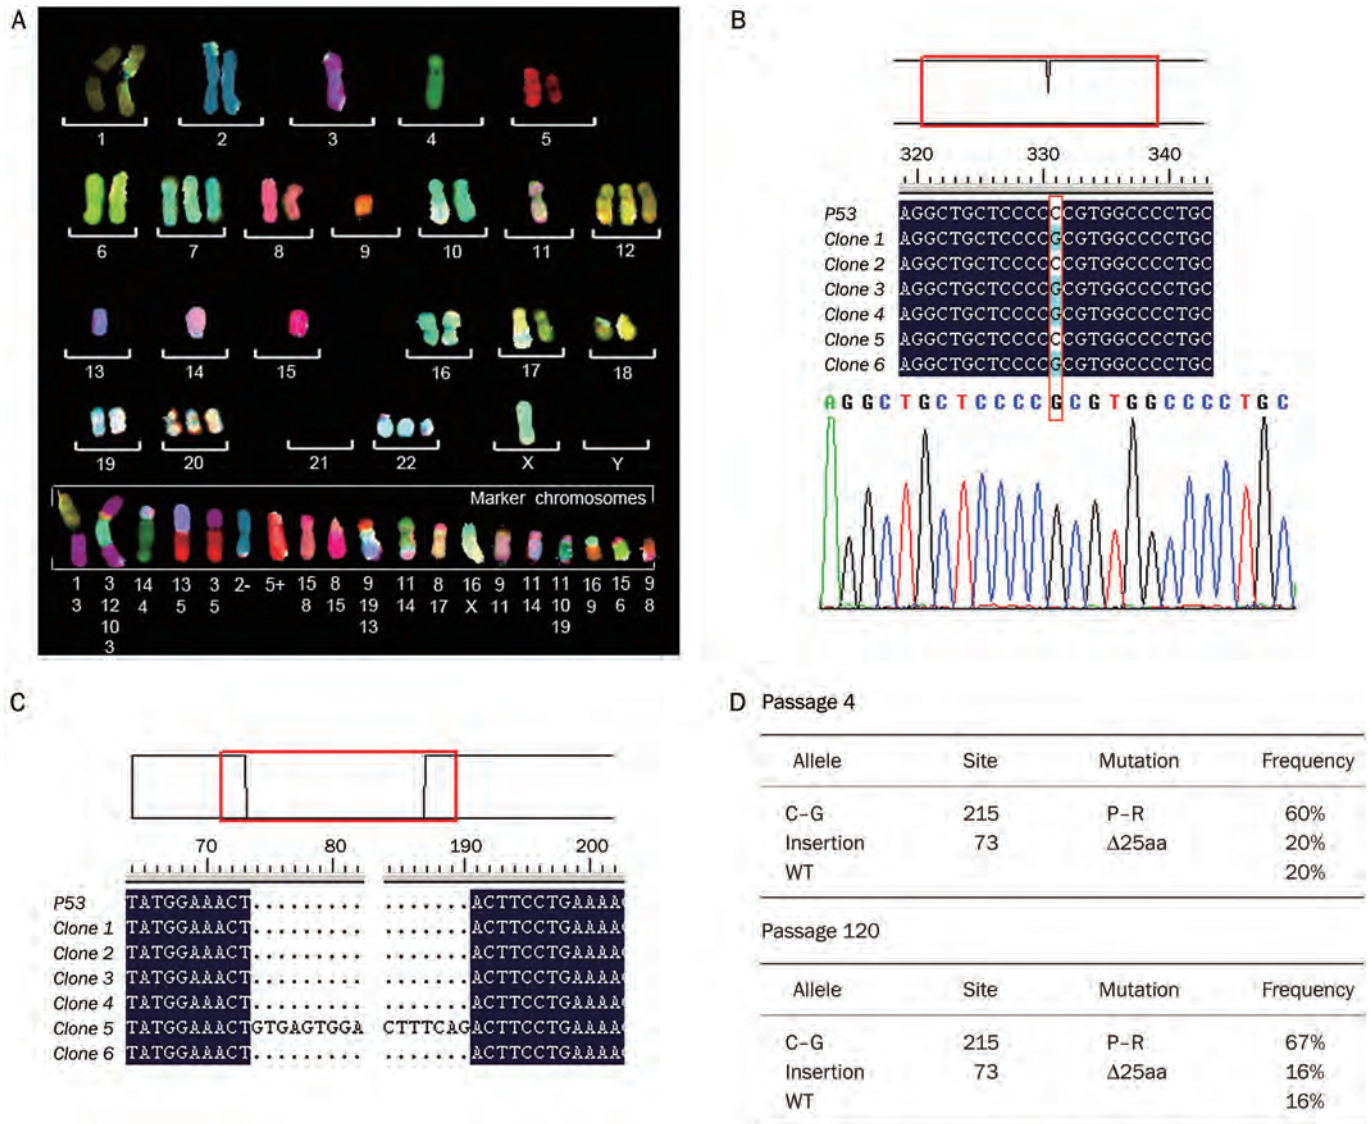 A
1 2 3 4 5
6 7 8 9 10 11 12
13 14 15 16 17 18
19 20 21 22 X Y
Marker chromosomes
1 3 14 13 3 2- 5+ 15 8 9 11 8 16 9 11 11 16 15 9
3 12 4 5 5 8 15 19 14 17 X 11 14 10 9 6 8
10 13 19
3
B
320 330 340
P53 AGGCTGCTCCCCCCGTGGCCCCTGC
Clone 1 AGGCTGCTCCCCGCGTGGCCCCTGC
Clone 2 AGGCTGCTCCCCCCGTGGCCCCTGC
Clone 3 AGGCTGCTCCCCGCGTGGCCCCTGC
Clone 4 AGGCTGCTCCCCGCGTGGCCCCTGC
Clone 5 AGGCTGCTCCCCCCGTGGCCCCTGC
Clone 6 AGGCTGCTCCCCGCGTGGCCCCTGC
A G G C T G C T C C C C G C G T G G C C C C T G C
C
70 80 190 200
P53 TATGGAAACT......... .......ACTTCCTGAAAA
Clone 1 TATGGAAACT......... .......ACTTCCTGAAAA
Clone 2 TATGGAAACT......... .......ACTTCCTGAAAA
Clone 3 TATGGAAACT......... .......ACTTCCTGAAAA
Clone 4 TATGGAAACT......... .......ACTTCCTGAAAA
Clone 5 TATGGAAACTGTGAGTGGA CTTTCAGACTTCCTGAAAA
Clone 6 TATGGAAACT......... .......ACTTCCTGAAAA
D Passage 4
Allele Site Mutation Frequency
C–G 215 P–R 60%
Insertion 73 Δ25aa 20%
WT 20%
Passage 120
Allele Site Mutation Frequency
C–G 215 P–R 67%
Insertion 73 Δ25aa 16%
WT 16%